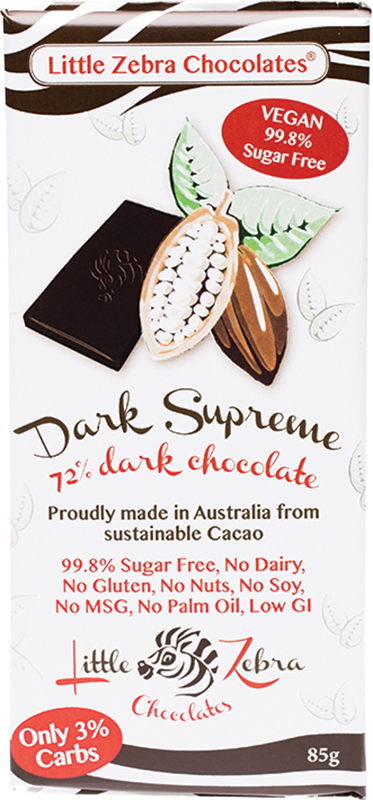 Little Zebra Chocolates®
VEGAN
99.8%
Sugar Free
Dark Supreme
72% dark chocolate
Proudly made in Australia from
sustainable Cacao
99.8% Sugar Free, No Dairy,
No Gluten, No Nuts, No Soy,
No MSG, No Palm Oil, Low GI
Little Zebra
Chocolates
Only 3%
Carbs
85g